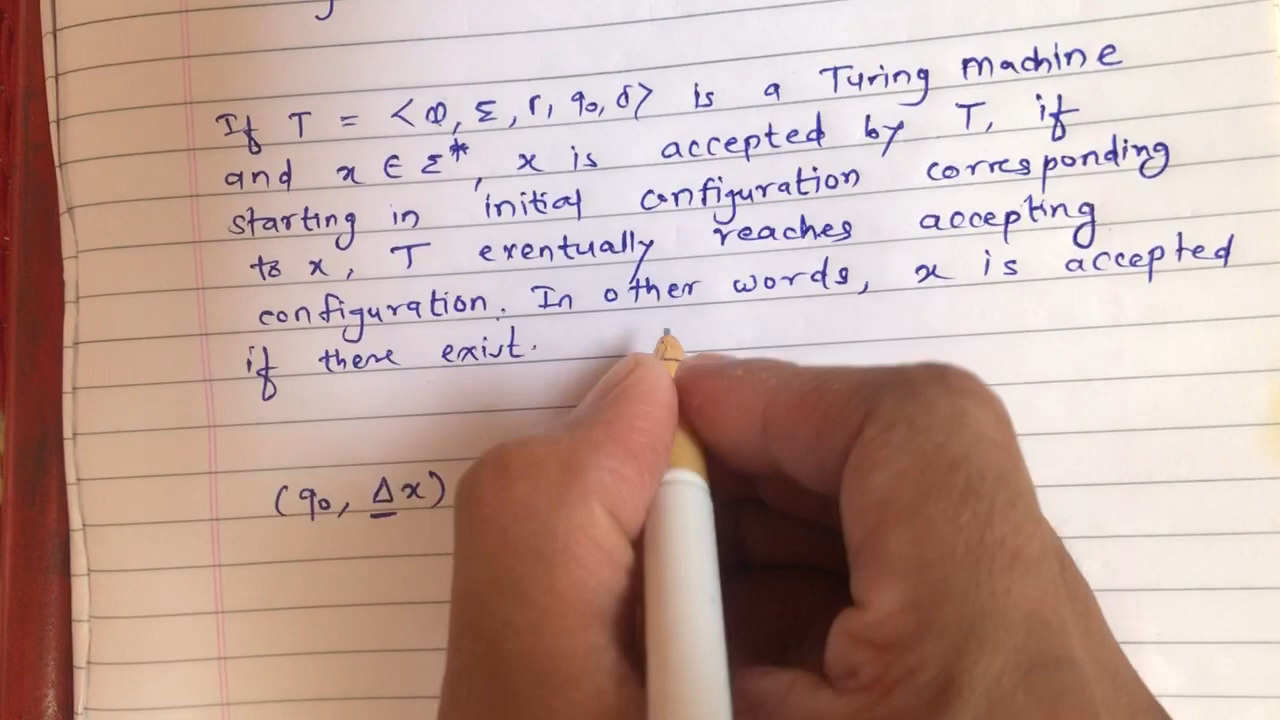 If T = <Q, Σ, Γ, q0, δ> is a Turing Machine
and x ∈ Σ*, x is accepted by T, if
starting in initial configuration corresponding
to x, T eventually reaches accepting
configuration. In other words, x is accepted
if there exist.
(q0, Δx)